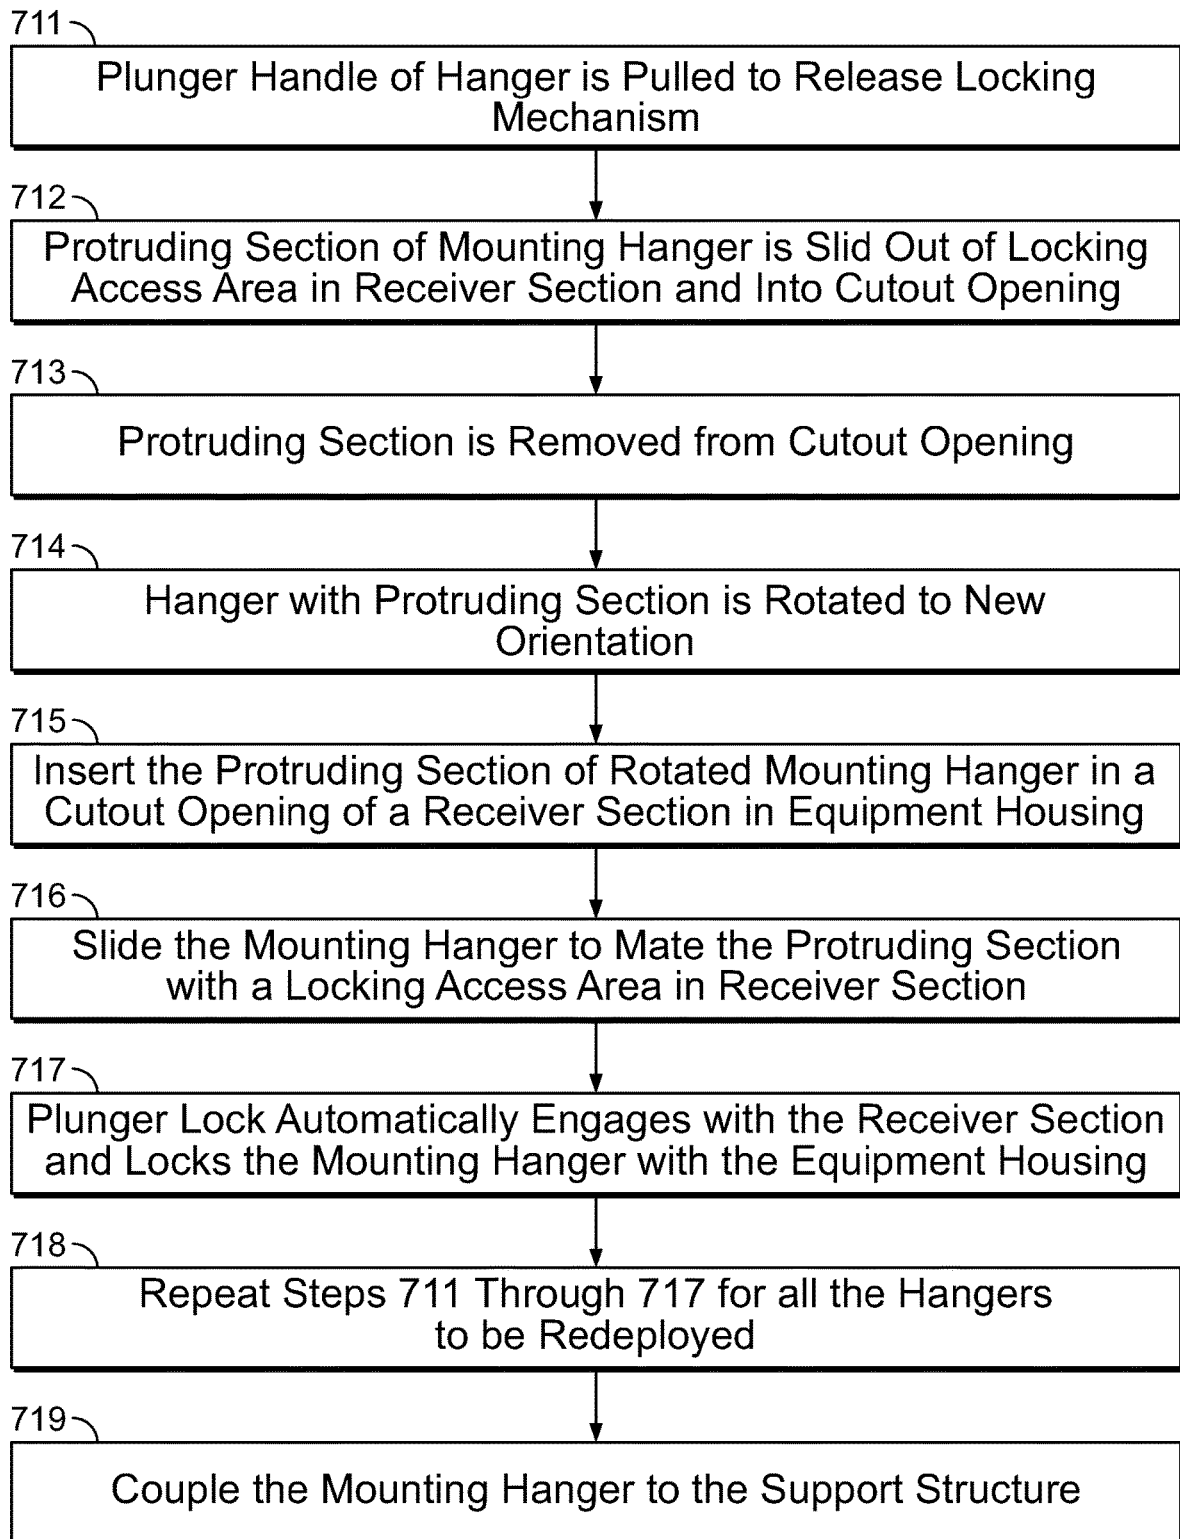 711
Plunger Handle of Hanger is Pulled to Release Locking
Mechanism
712
Protruding Section of Mounting Hanger is Slid Out of Locking
Access Area in Receiver Section and Into Cutout Opening
713
Protruding Section is Removed from Cutout Opening
714
Hanger with Protruding Section is Rotated to New
Orientation
715
Insert the Protruding Section of Rotated Mounting Hanger in a
Cutout Opening of a Receiver Section in Equipment Housing
716
Slide the Mounting Hanger to Mate the Protruding Section
with a Locking Access Area in Receiver Section
717
Plunger Lock Automatically Engages with the Receiver Section
and Locks the Mounting Hanger with the Equipment Housing
718
Repeat Steps 711 Through 717 for all the Hangers
to be Redeployed
719
Couple the Mounting Hanger to the Support Structure